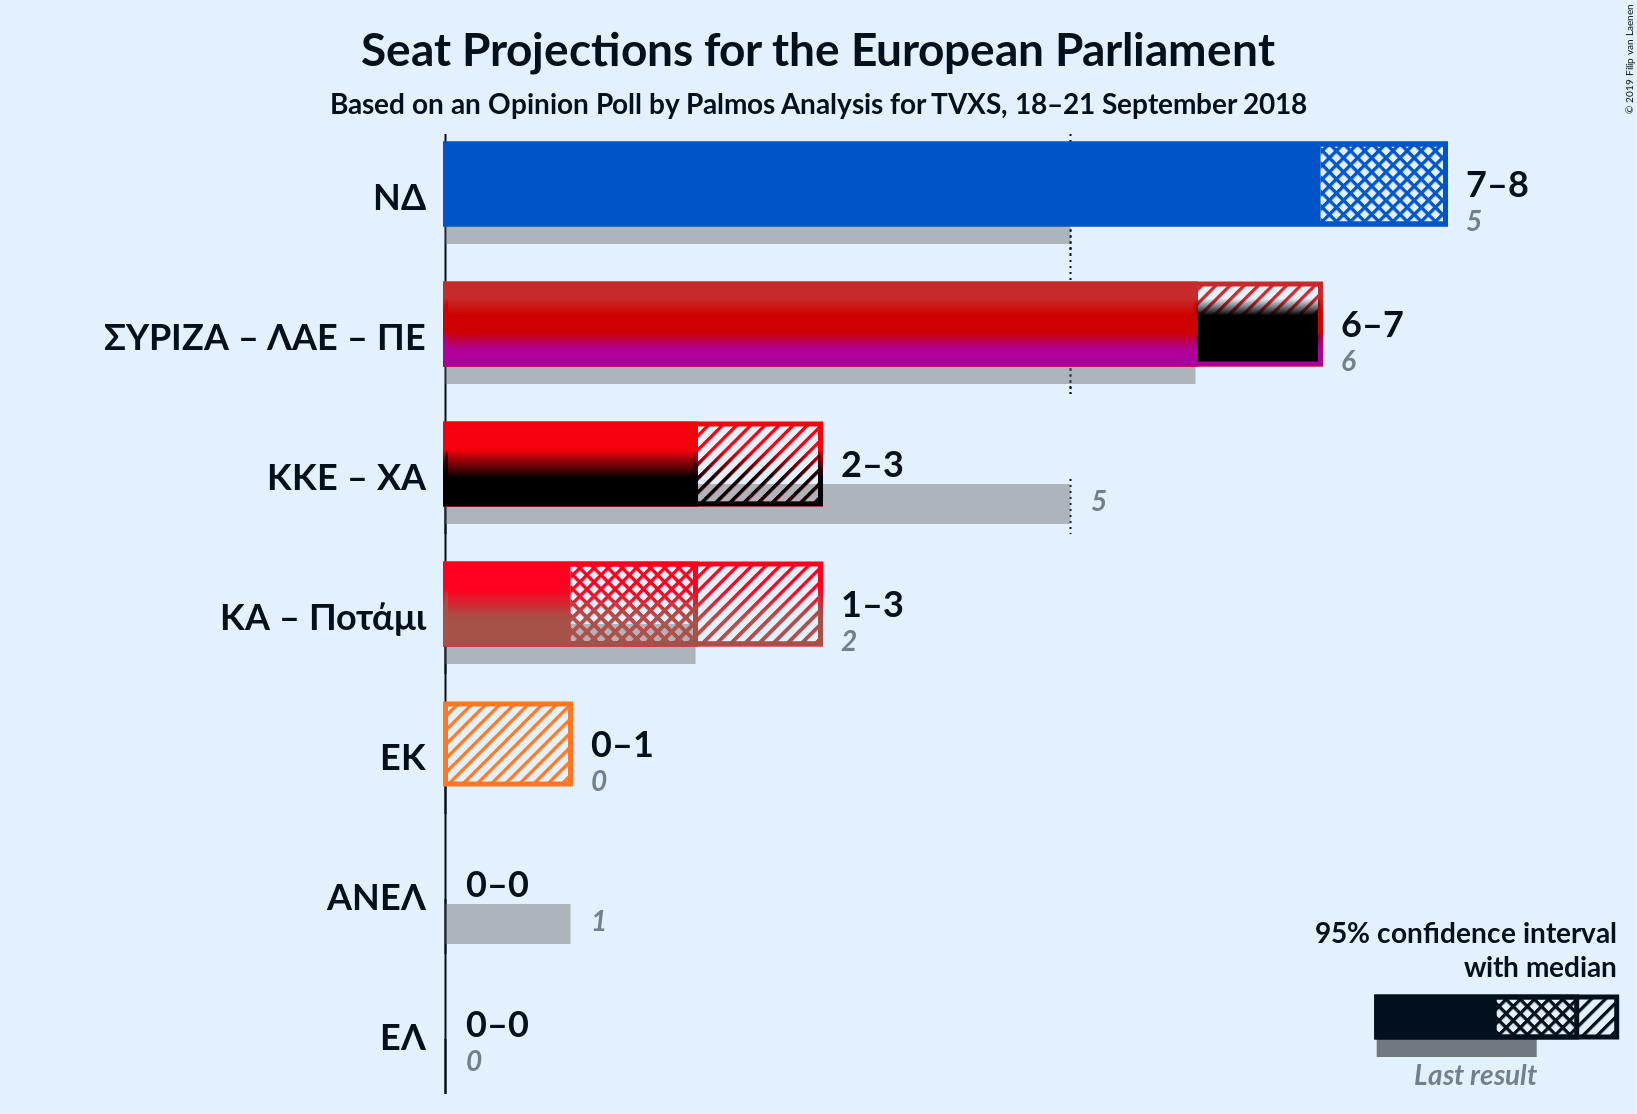 Seat Projections for the European Parliament
Based on an Opinion Poll by Palmos Analysis for TVXS, 18–21 September 2018
© 2019 Filip van Laenen
ΝΔ
7–8
5
ΣΥΡΙΖΑ – ΛΑΕ – ΠΕ
6–7
6
ΚΚΕ – ΧΑ
2–3
5
ΚΑ – Ποτάμι
1–3
2
ΕΚ
0–1
0
ΑΝΕΛ
0–0
1
ΕΛ
0–0
0
95% confidence interval
with median
Last result